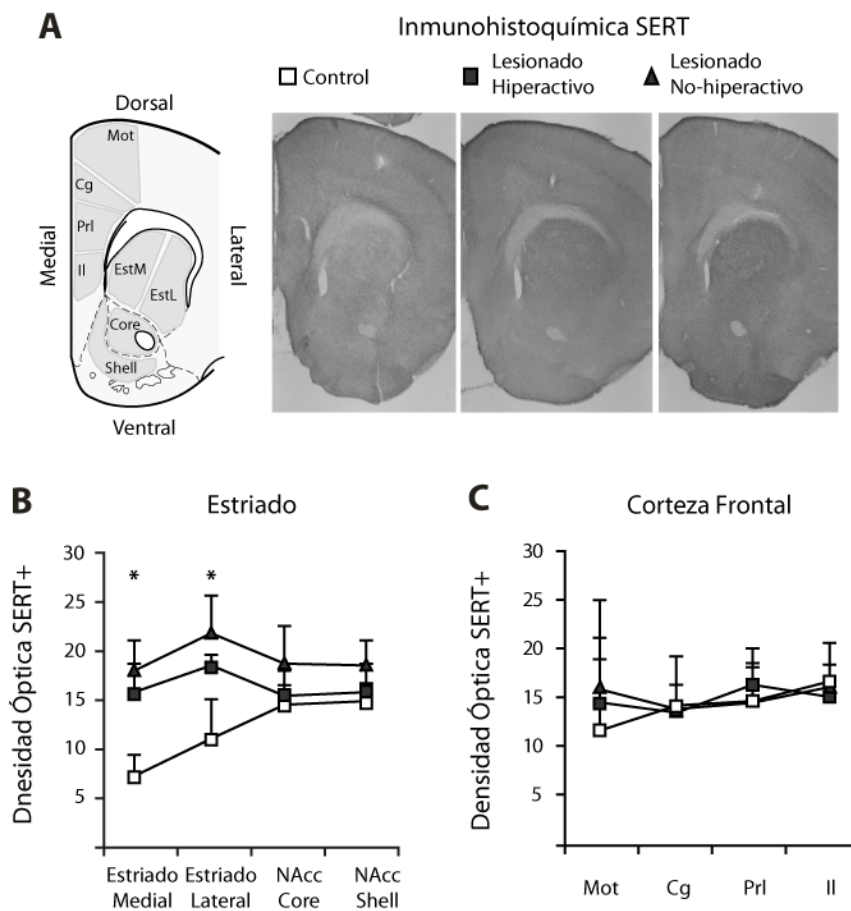 A
Inmunohistoquímica SERT
Control
Lesionado
Hiperactivo
Lesionado
No-hiperactivo
Dorsal
Medial
Lateral
Ventral
Mot
Cg
Prl
Il
EstM
EstL
Core
Shell
B
Estriado
Dnesidad Óptica SERT+
30
25
20
15
10
5
* *
Estriado
Medial
Estriado
Lateral
NAcc
Core
NAcc
Shell
C
Corteza Frontal
Densidad Óptica SERT+
30
25
20
15
10
5
Mot Cg Prl Il